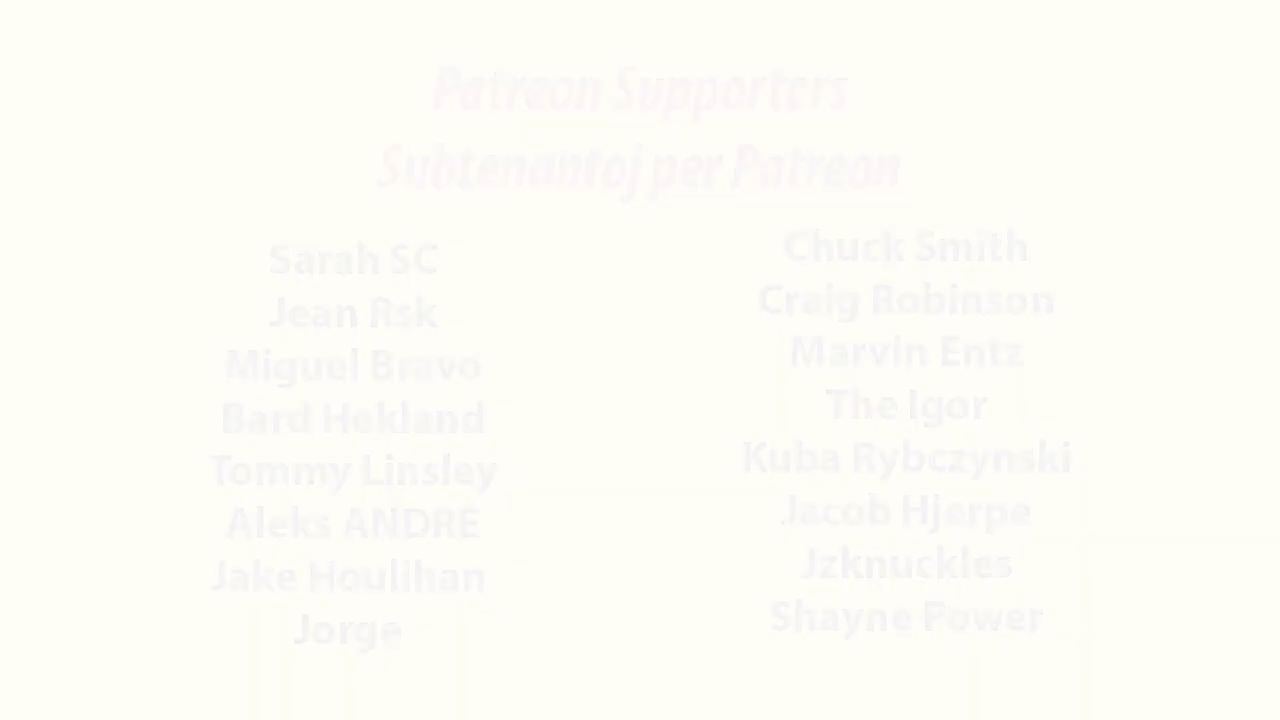 Patreon Supporters
Subtenantoj per Patreon
Sarah SC
Jean Rsk
Miguel Bravo
Bard Hekland
Tommy Linsley
Aleks ANDRE
Jake Houlihan
Jorge
Chuck Smith
Craig Robinson
Marvin Entz
The Igor
Kuba Rybczynski
Jacob Hjerpe
Jzknuckles
Shayne Power